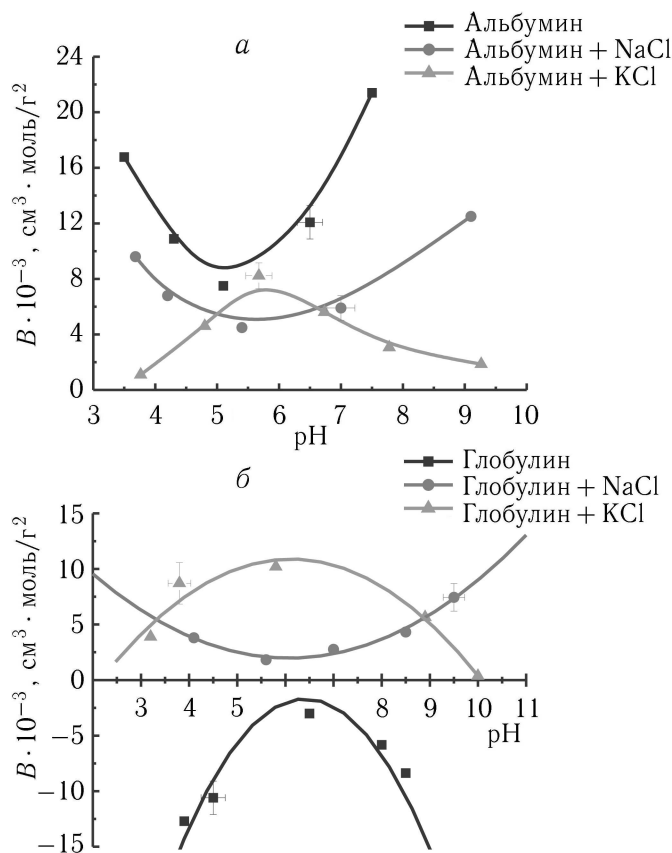 а
Альбумин
Альбумин + NaCl
Альбумин + KCl
24
20
16
12
8
4
0
B · 10⁻³ , см³ · моль/г²
3 4 5 6 7 8 9 10
pH
б
Глобулин
Глобулин + NaCl
Глобулин + KCl
15
10
5
0
−5
−10
−15
B · 10⁻³ , см³ · моль/г²
3 4 5 6 7 8 9 10 11
pH